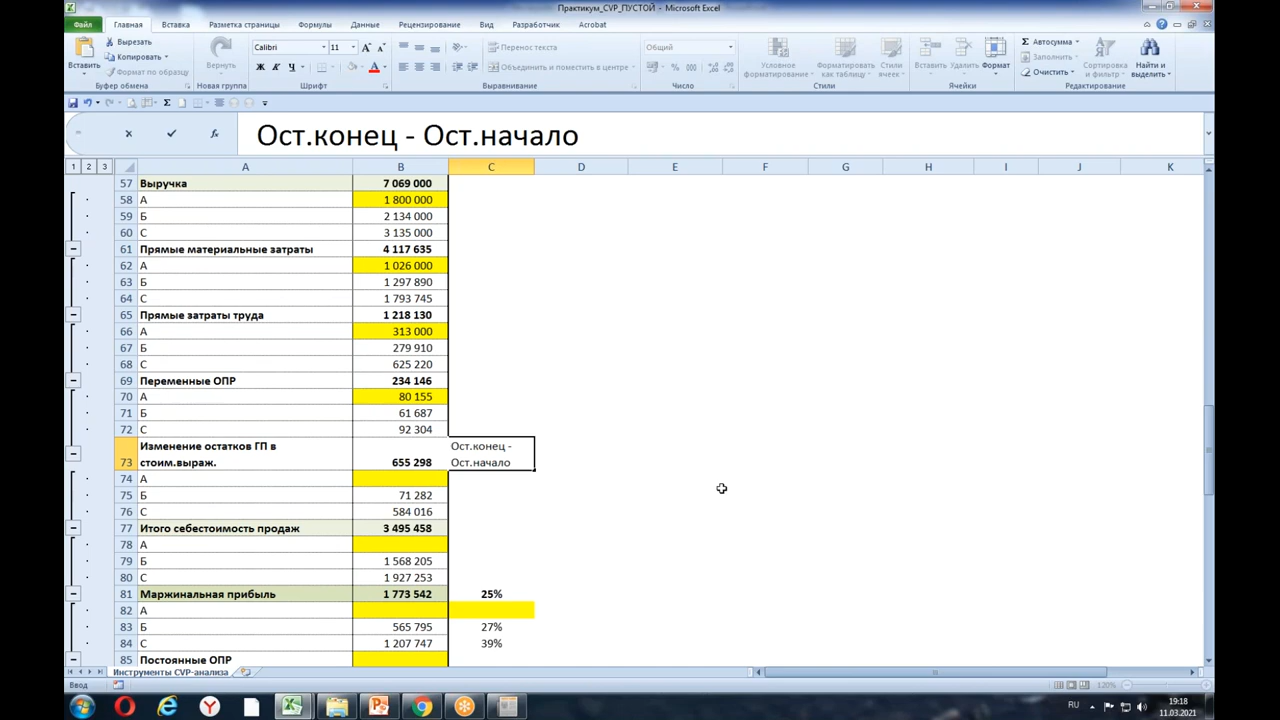 Практикум_CVP_ПУСТОЙ - Microsoft Excel
Файл Главная Вставка Разметка страницы Формулы Данные Рецензирование Вид Разработчик Acrobat
Вставить Вырезать Копировать Формат по образцу Буфер обмена
Вернуть Новая группа
Calibri 11 Ж К Ч Шрифт
Перенос текста Объединить и поместить в центре Выравнивание
Общий % 000 Число
Условное форматирование Форматировать как таблицу Стили ячеек Стили
Вставить Удалить Формат Ячейки
Автосумма Заполнить Очистить Сортировка и фильтр Найти и выделить Редактирование
fx Ост.конец - Ост.начало
1 2 3 A B C D E F G H I J K
57 Выручка 7 069 000
58 А 1 800 000
59 Б 2 134 000
60 С 3 135 000
61 Прямые материальные затраты 4 117 635
62 А 1 026 000
63 Б 1 297 890
64 С 1 793 745
65 Прямые затраты труда 1 218 130
66 А 313 000
67 Б 279 910
68 С 625 220
69 Переменные ОПР 234 146
70 А 80 155
71 Б 61 687
72 С 92 304
Изменение остатков ГП в Ост.конец -
73 стоим.выраж. 655 298 Ост.начало
74 А
75 Б 71 282
76 С 584 016
77 Итого себестоимость продаж 3 495 458
78 А
79 Б 1 568 205
80 С 1 927 253
81 Маржинальная прибыль 1 773 542 25%
82 А
83 Б 565 795 27%
84 С 1 207 747 39%
85 Постоянные ОПР
Инструменты CVP-анализа
Ввод 120%
RU 19:18
11.03.2021